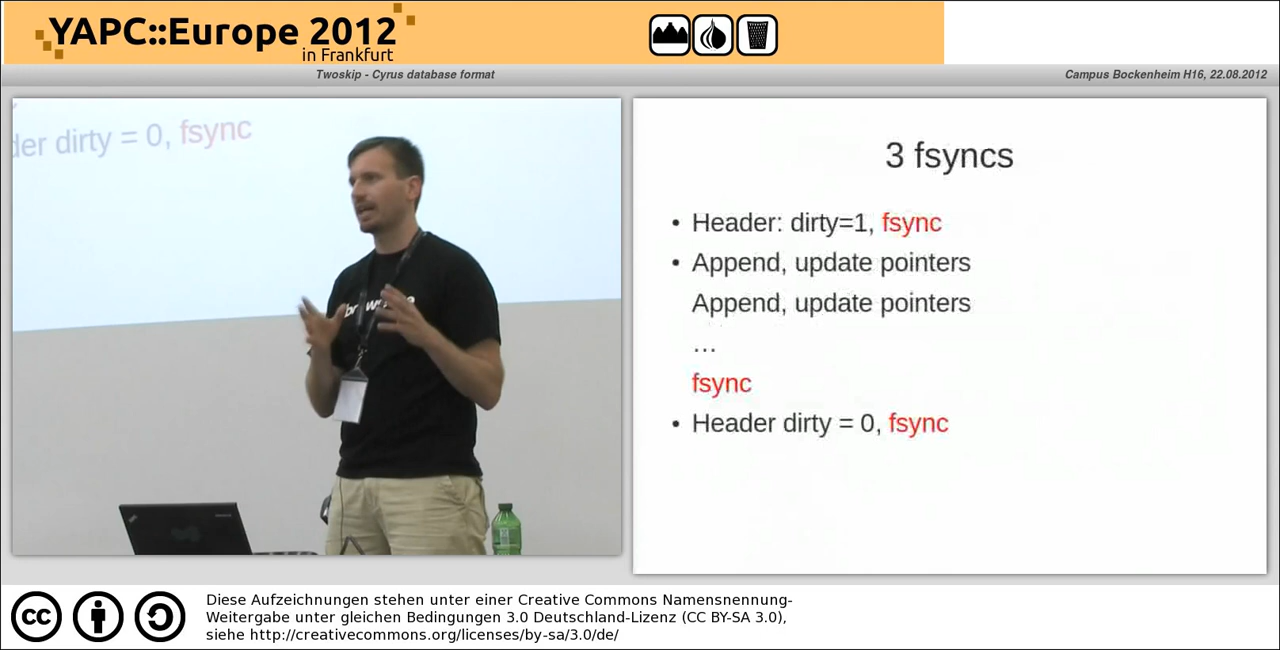 YAPC::Europe 2012
in Frankfurt
Twoskip - Cyrus database format
Campus Bockenheim H16, 22.08.2012
der dirty = 0, fsync
3 fsyncs
• Header: dirty=1, fsync
• Append, update pointers
Append, update pointers
…
fsync
• Header dirty = 0, fsync
cc
Diese Aufzeichnungen stehen unter einer Creative Commons Namensnennung-
Weitergabe unter gleichen Bedingungen 3.0 Deutschland-Lizenz (CC BY-SA 3.0),
siehe http://creativecommons.org/licenses/by-sa/3.0/de/